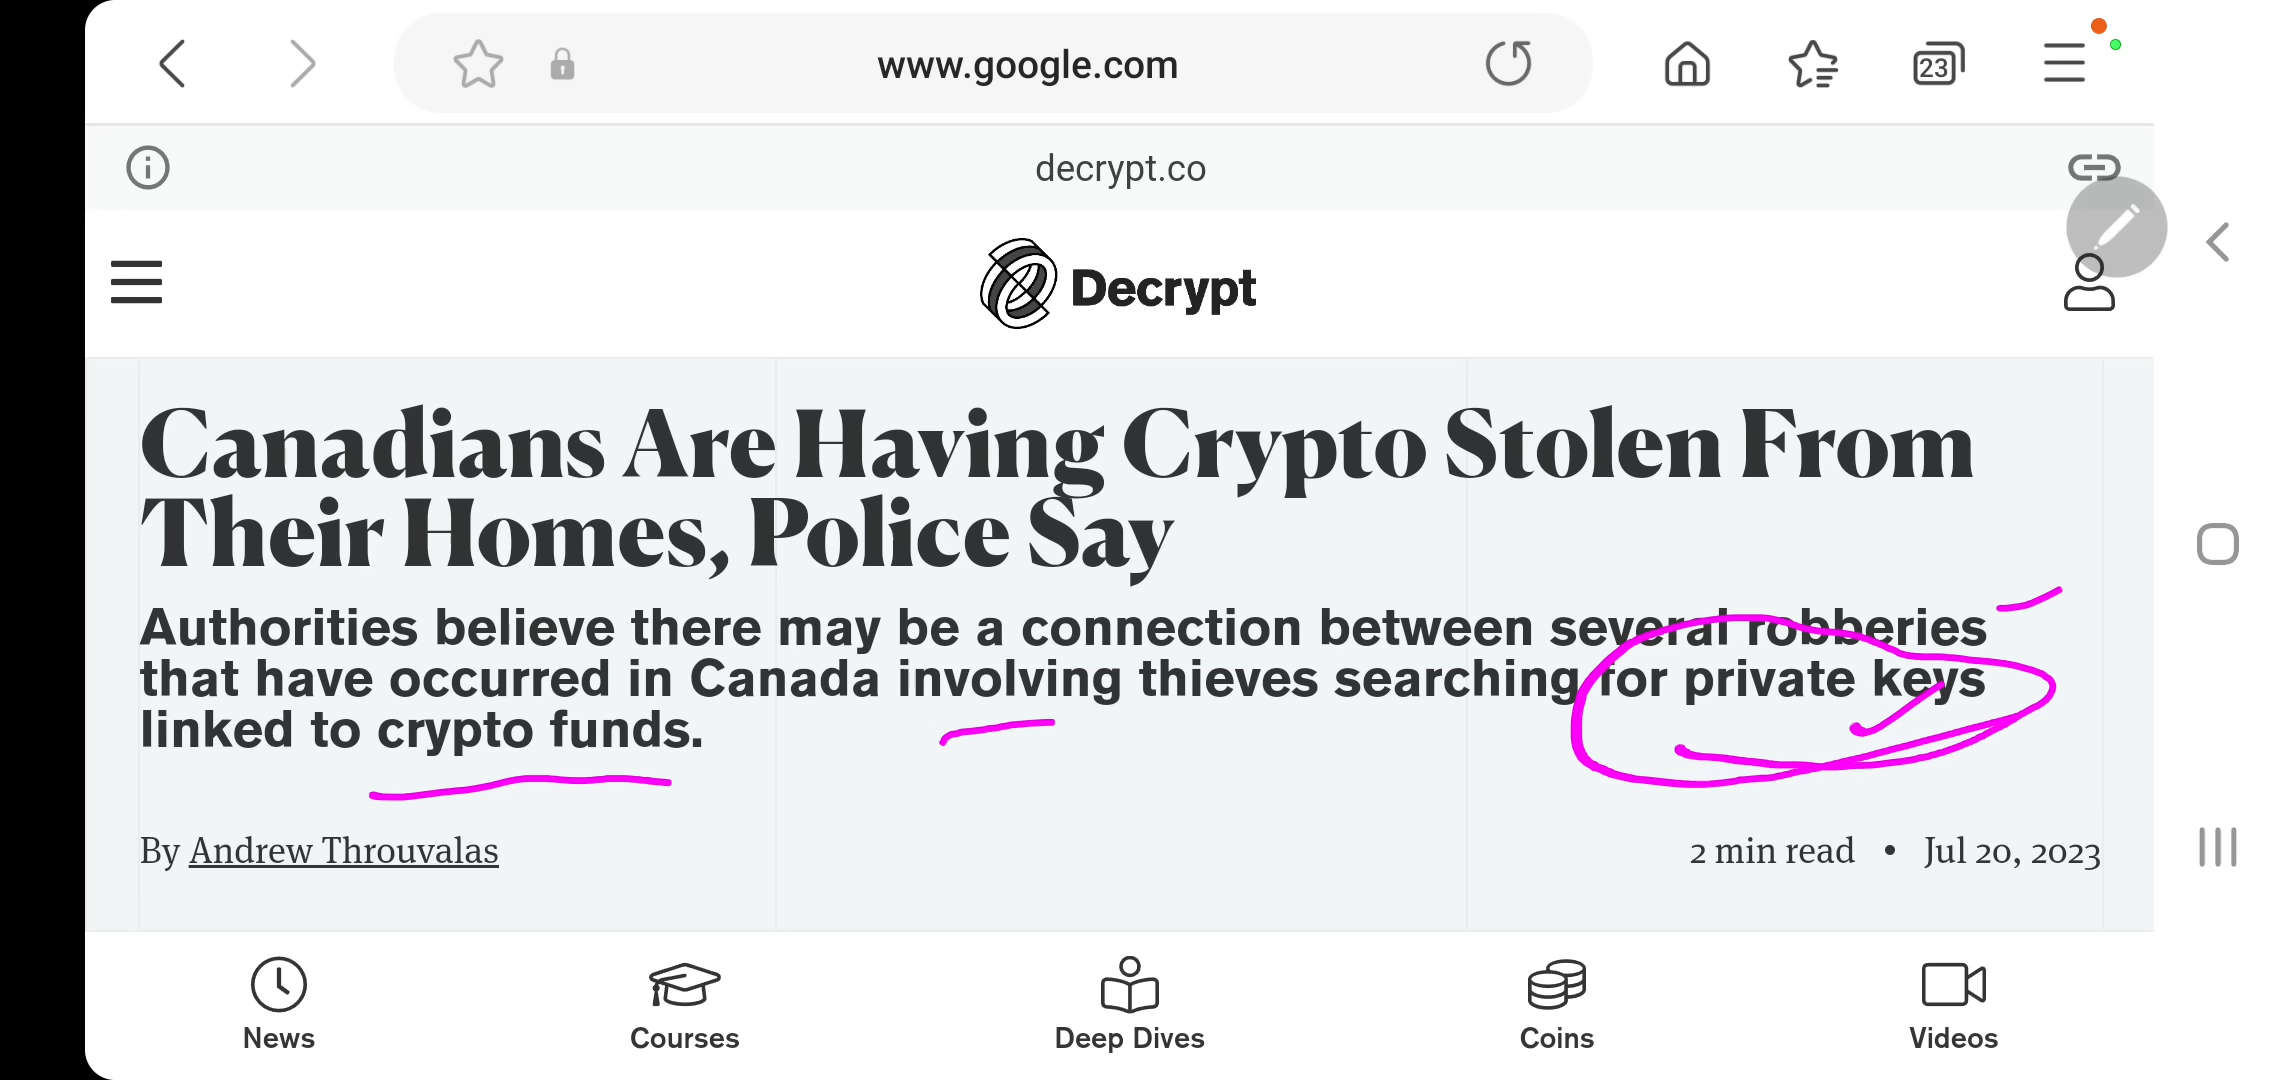 www.google.com
23
decrypt.co
Decrypt
Canadians Are Having Crypto Stolen From
Their Homes, Police Say
Authorities believe there may be a connection between several robberies
that have occurred in Canada involving thieves searching for private keys
linked to crypto funds.
By Andrew Throuvalas
2 min read • Jul 20, 2023
News
Courses
Deep Dives
Coins
Videos